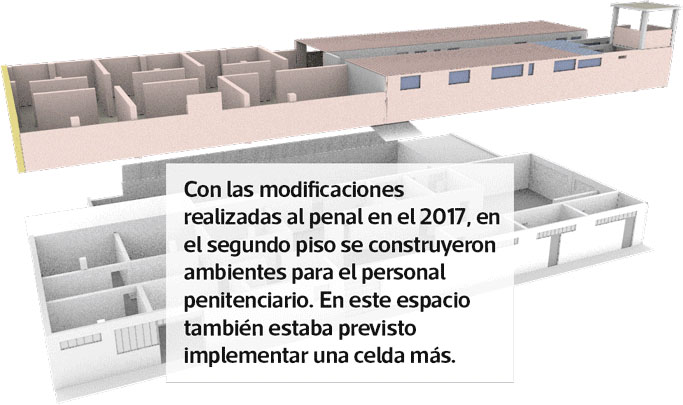 Con las modificaciones
realizadas al penal en el 2017, en
el segundo piso se construyeron
ambientes para el personal
penitenciario. En este espacio
también estaba previsto
implementar una celda más.